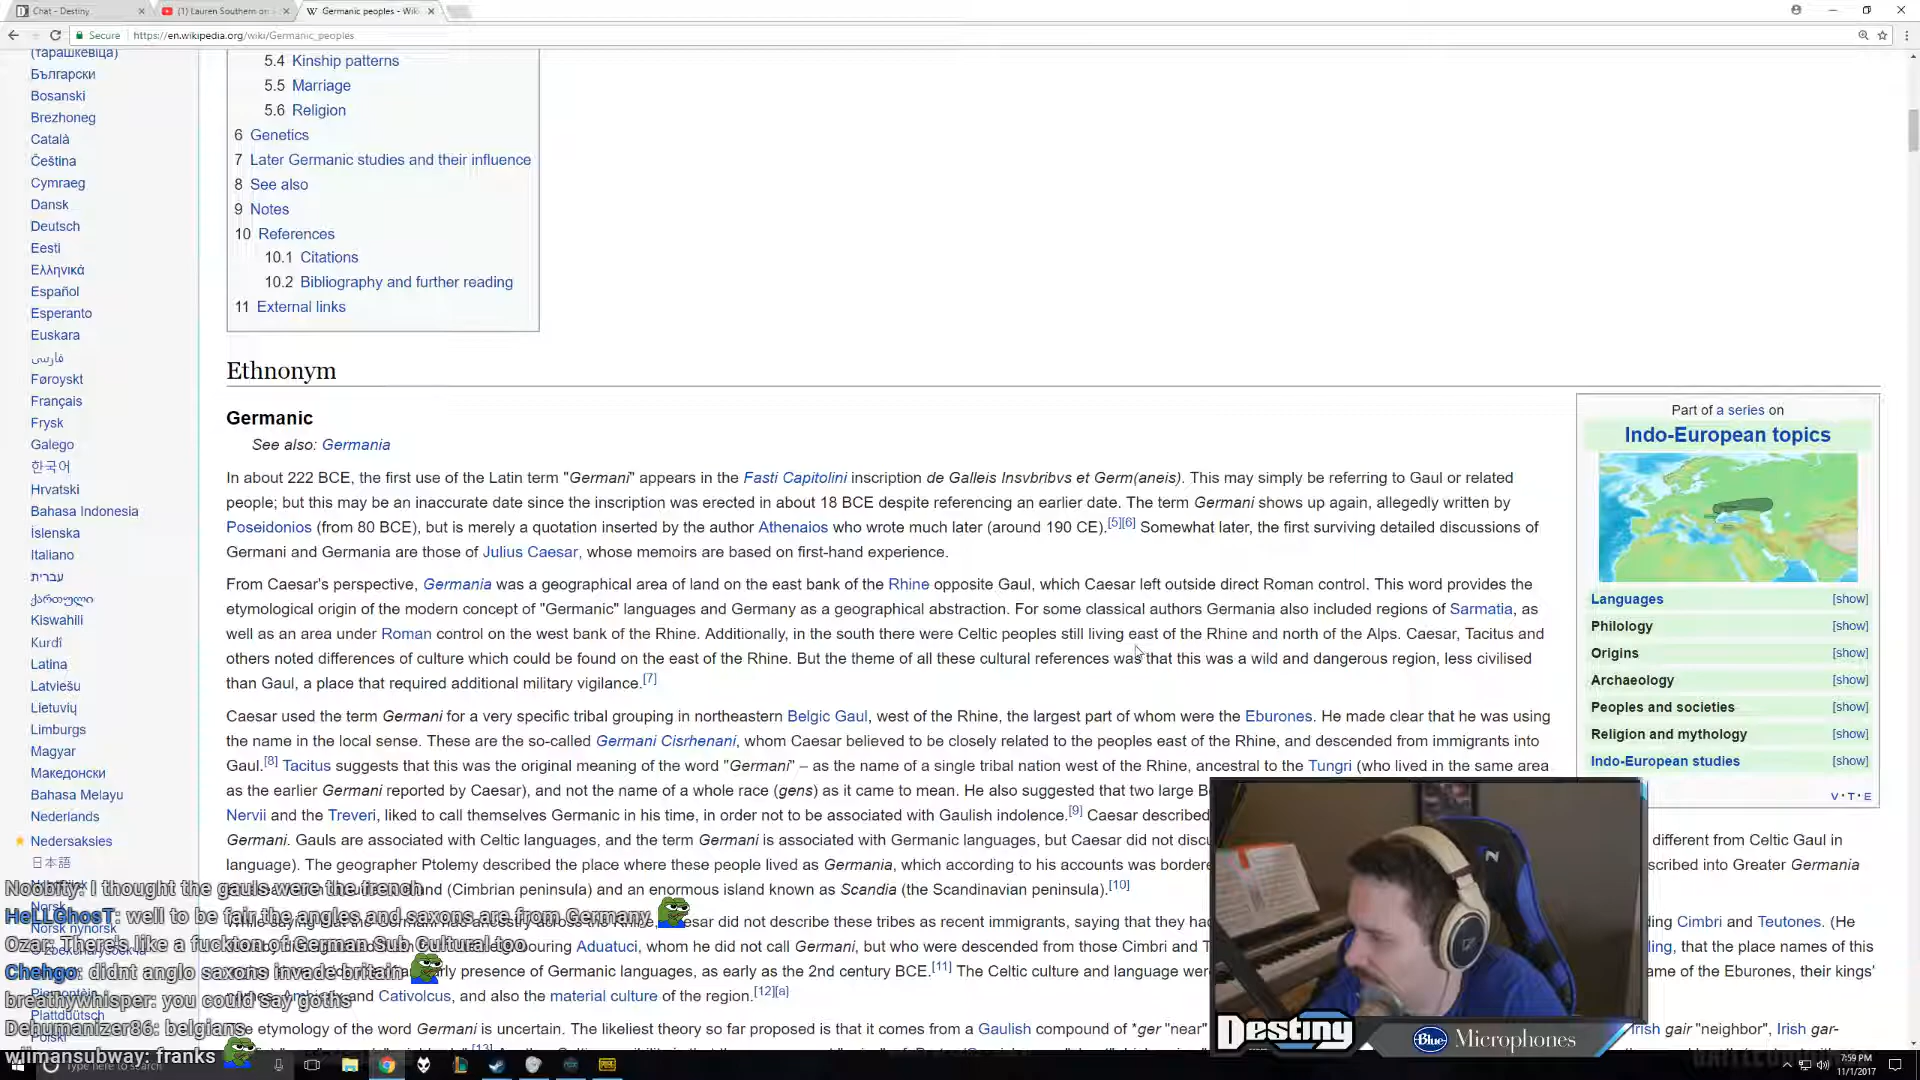 Chat - Destiny
(1) Lauren Southern on
Germanic peoples - Wik
Secure
https://en.wikipedia.org/wiki/Germanic_peoples
(тарашкевіца)
Български
Bosanski
Brezhoneg
Català
Čeština
Cymraeg
Dansk
Deutsch
Eesti
Ελληνικά
Español
Esperanto
Euskara
فارسی
Føroyskt
Français
Frysk
Galego
한국어
Hrvatski
Bahasa Indonesia
Íslenska
Italiano
עברית
ქართული
Kiswahili
Kurdî
Latina
Latviešu
Lietuvių
Limburgs
Magyar
Македонски
Bahasa Melayu
Nederlands
Nedersaksies
日本語
Norsk
Norsk nynorsk
Piemontèis
Plattdüütsch
Polski
5.4 Kinship patterns
5.5 Marriage
5.6 Religion
6 Genetics
7 Later Germanic studies and their influence
8 See also
9 Notes
10 References
10.1 Citations
10.2 Bibliography and further reading
11 External links
Ethnonym
Germanic
See also: Germania
In about 222 BCE, the first use of the Latin term "Germani" appears in the Fasti Capitolini inscription de Galleis Insvbribvs et Germ(aneis). This may simply be referring to Gaul or related
people; but this may be an inaccurate date since the inscription was erected in about 18 BCE despite referencing an earlier date. The term Germani shows up again, allegedly written by
Poseidonios (from 80 BCE), but is merely a quotation inserted by the author Athenaios who wrote much later (around 190 CE).[5][6] Somewhat later, the first surviving detailed discussions of
Germani and Germania are those of Julius Caesar, whose memoirs are based on first-hand experience.
From Caesar's perspective, Germania was a geographical area of land on the east bank of the Rhine opposite Gaul, which Caesar left outside direct Roman control. This word provides the
etymological origin of the modern concept of "Germanic" languages and Germany as a geographical abstraction. For some classical authors Germania also included regions of Sarmatia, as
well as an area under Roman control on the west bank of the Rhine. Additionally, in the south there were Celtic peoples still living east of the Rhine and north of the Alps. Caesar, Tacitus and
others noted differences of culture which could be found on the east of the Rhine. But the theme of all these cultural references was that this was a wild and dangerous region, less civilised
than Gaul, a place that required additional military vigilance.[7]
Caesar used the term Germani for a very specific tribal grouping in northeastern Belgic Gaul, west of the Rhine, the largest part of whom were the Eburones. He made clear that he was using
the name in the local sense. These are the so-called Germani Cisrhenani, whom Caesar believed to be closely related to the peoples east of the Rhine, and descended from immigrants into
Gaul.[8] Tacitus suggests that this was the original meaning of the word "Germani" – as the name of a single tribal nation west of the Rhine, ancestral to the Tungri (who lived in the same area
as the earlier Germani reported by Caesar), and not the name of a whole race (gens) as it came to mean. He also suggested that two large B
Nervii and the Treveri, liked to call themselves Germanic in his time, in order not to be associated with Gaulish indolence.[9] Caesar described
different from Celtic Gaul in
Germani. Gauls are associated with Celtic languages, and the term Germani is associated with Germanic languages, but Caesar did not discu
language). The geographer Ptolemy described the place where these people lived as Germania, which according to his accounts was bordere
scribed into Greater Germania
and (Cimbrian peninsula) and an enormous island known as Scandia (the Scandinavian peninsula).[10]
esar did not describe these tribes as recent immigrants, saying that they ha
ding Cimbri and Teutones. (He
ouring Aduatuci, whom he did not call Germani, but who were descended from those Cimbri and T
ling, that the place names of this
rly presence of Germanic languages, as early as the 2nd century BCE.[11] The Celtic culture and language wer
ame of the Eburones, their kings'
Ambiorix and Cativolcus, and also the material culture of the region.[12][a]
e etymology of the word Germani is uncertain. The likeliest theory so far proposed is that it comes from a Gaulish compound of *ger "near"
Irish gair "neighbor", Irish gar-
Part of a series on
Indo-European topics
Languages [show]
Philology [show]
Origins [show]
Archaeology [show]
Peoples and societies [show]
Religion and mythology [show]
Indo-European studies [show]
V · T · E
Noobity: I thought the gauls were the french
HeLLGhosT: well to be fair the angles and saxons are from Germany
Ozar: There's like a fuckton of German Sub Cultural too
Chehgo: didnt anglo saxons invade britain
breathywhisper: you could say goths
Dehumanizer86: belgians
wiimansubway: franks
Destiny
Blue Microphones
Type here to search
7:59 PM
11/1/2017